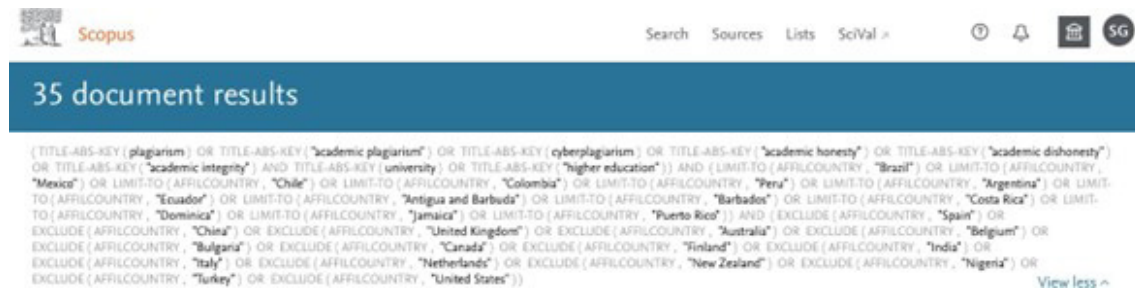 Scopus
Search Sources Lists SciVal ↗
SG
35 document results
(TITLE-ABS-KEY(plagiarism) OR TITLE-ABS-KEY("academic plagiarism") OR TITLE-ABS-KEY(cyberplagiarism) OR TITLE-ABS-KEY("academic honesty") OR TITLE-ABS-KEY("academic dishonesty")
OR TITLE-ABS-KEY("academic integrity") AND TITLE-ABS-KEY(university) OR TITLE-ABS-KEY("higher education")) AND (LIMIT-TO(AFFILCOUNTRY, "Brazil") OR LIMIT-TO(AFFILCOUNTRY,
"Mexico") OR LIMIT-TO(AFFILCOUNTRY, "Chile") OR LIMIT-TO(AFFILCOUNTRY, "Colombia") OR LIMIT-TO(AFFILCOUNTRY, "Peru") OR LIMIT-TO(AFFILCOUNTRY, "Argentina") OR LIMIT-
TO(AFFILCOUNTRY, "Ecuador") OR LIMIT-TO(AFFILCOUNTRY, "Antigua and Barbuda") OR LIMIT-TO(AFFILCOUNTRY, "Barbados") OR LIMIT-TO(AFFILCOUNTRY, "Costa Rica") OR LIMIT-
TO(AFFILCOUNTRY, "Dominica") OR LIMIT-TO(AFFILCOUNTRY, "Jamaica") OR LIMIT-TO(AFFILCOUNTRY, "Puerto Rico")) AND (EXCLUDE(AFFILCOUNTRY, "Spain") OR
EXCLUDE(AFFILCOUNTRY, "China") OR EXCLUDE(AFFILCOUNTRY, "United Kingdom") OR EXCLUDE(AFFILCOUNTRY, "Australia") OR EXCLUDE(AFFILCOUNTRY, "Belgium") OR
EXCLUDE(AFFILCOUNTRY, "Bulgaria") OR EXCLUDE(AFFILCOUNTRY, "Canada") OR EXCLUDE(AFFILCOUNTRY, "Finland") OR EXCLUDE(AFFILCOUNTRY, "India") OR
EXCLUDE(AFFILCOUNTRY, "Italy") OR EXCLUDE(AFFILCOUNTRY, "Netherlands") OR EXCLUDE(AFFILCOUNTRY, "New Zealand") OR EXCLUDE(AFFILCOUNTRY, "Nigeria") OR
EXCLUDE(AFFILCOUNTRY, "Turkey") OR EXCLUDE(AFFILCOUNTRY, "United States"))
View less